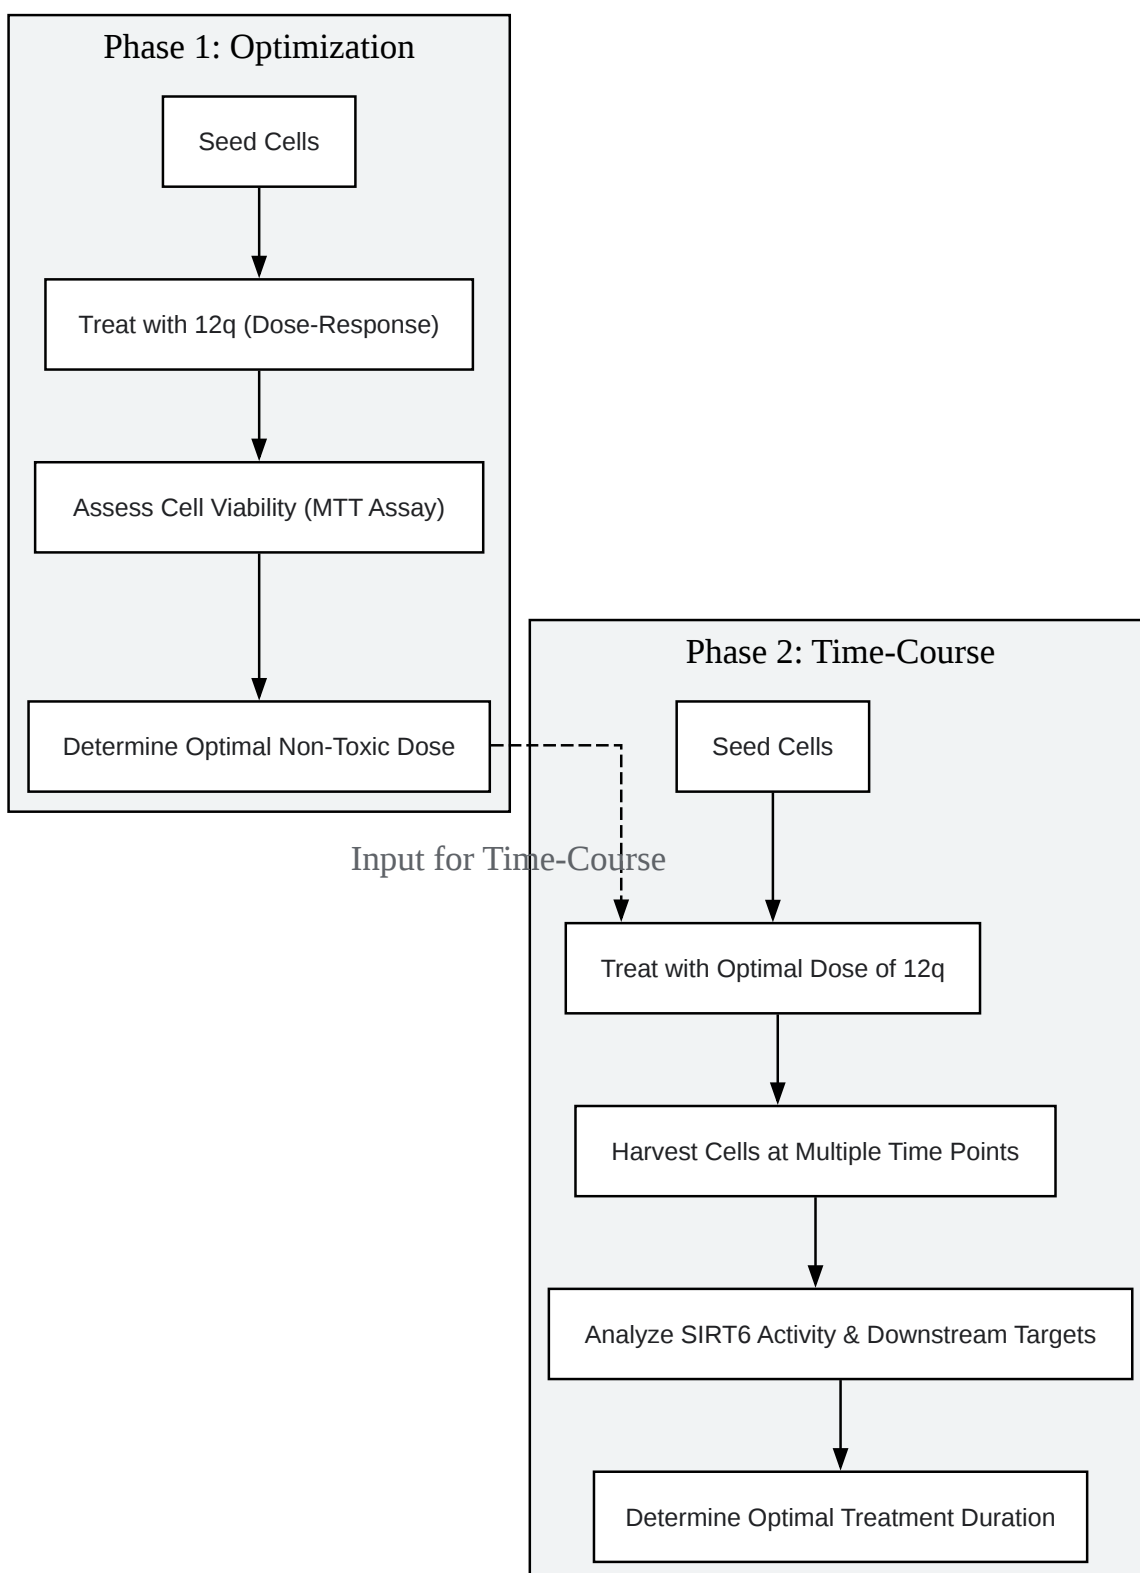 Phase 1: Optimization
Seed Cells
Treat with 12q (Dose-Response)
Assess Cell Viability (MTT Assay)
Determine Optimal Non-Toxic Dose
Input for Time-Course
Phase 2: Time-Course
Seed Cells
Treat with Optimal Dose of 12q
Harvest Cells at Multiple Time Points
Analyze SIRT6 Activity & Downstream Targets
Determine Optimal Treatment Duration